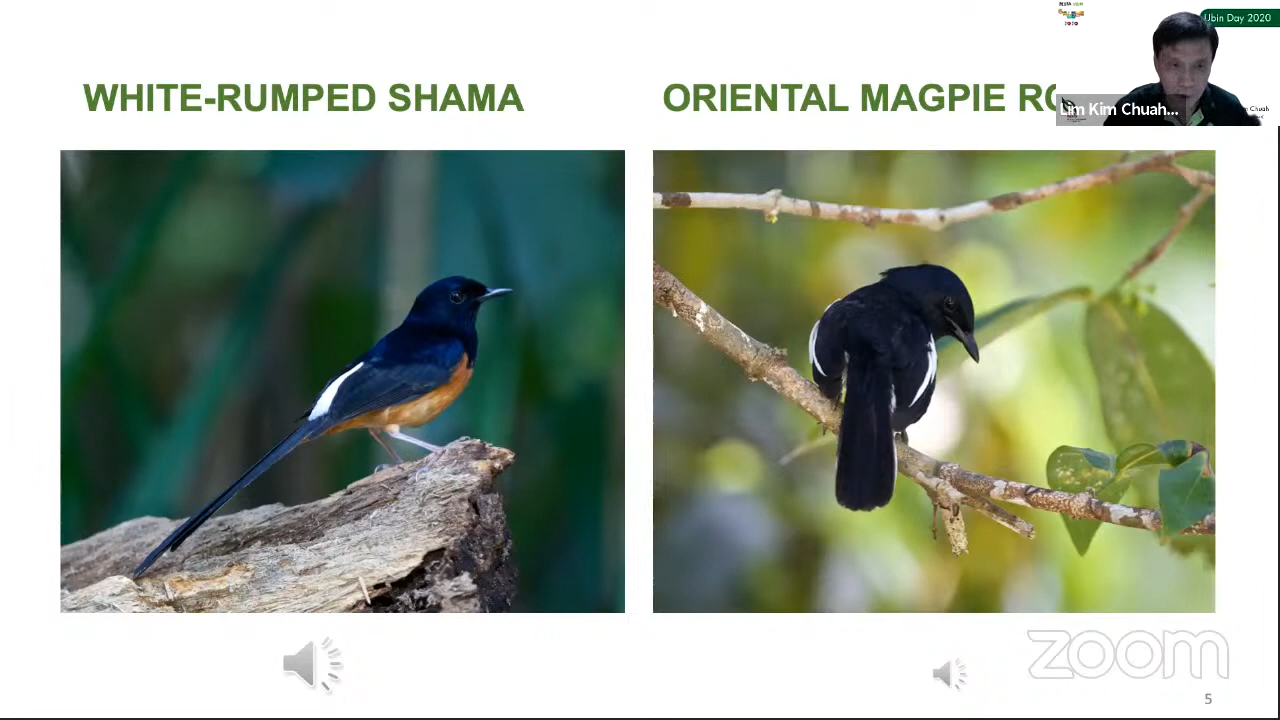 Ubin Day 2020
WHITE-RUMPED SHAMA
ORIENTAL MAGPIE RO
Lim Kim Chuah...
zoom
5